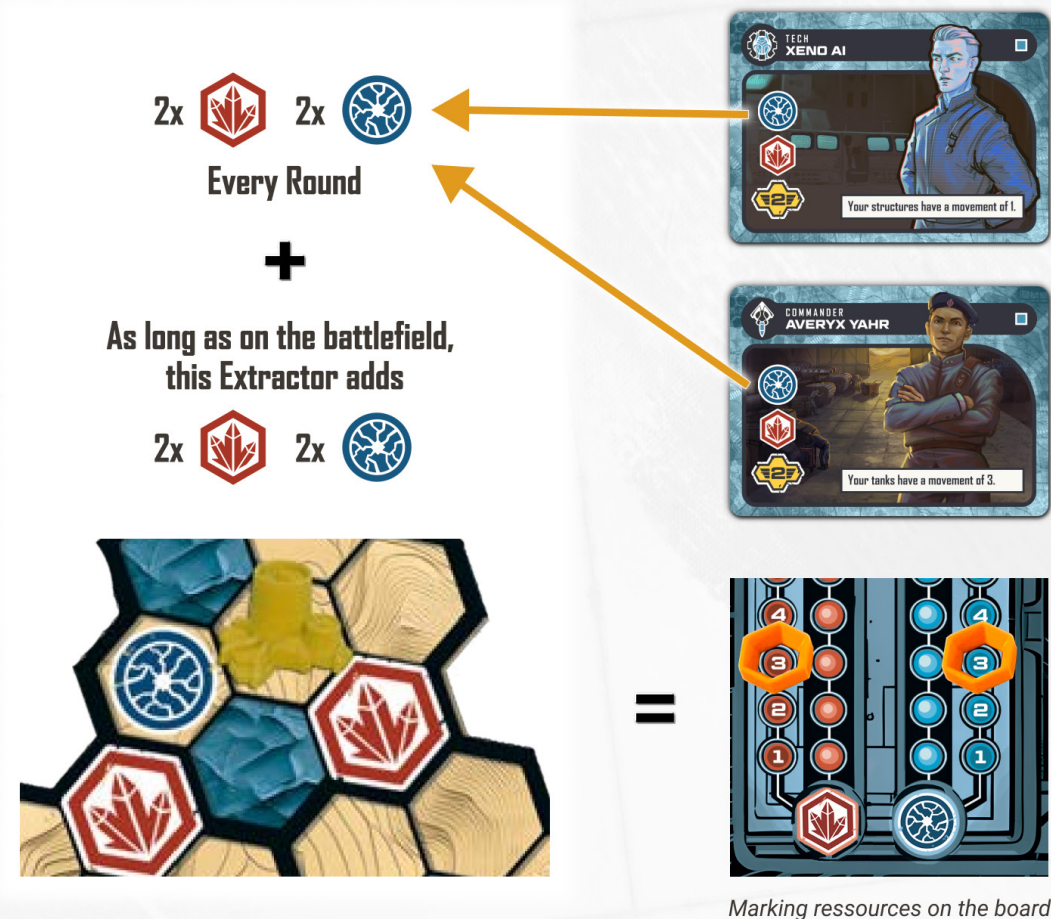 2x 2x
Every Round
+
As long as on the battlefield,
this Extractor adds
2x 2x
TECH
XENO AI
2
Your structures have a movement of 1.
COMMANDER
AVERYX YAHR
2
Your tanks have a movement of 3.
=
4 4
3 3
2 2
1 1
Marking ressources on the board